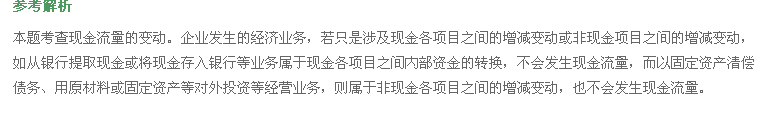 参考解析
本题考查现金流量的变动。企业发生的经济业务，若只是涉及现金各项目之间的增减变动或非现金项目之间的增减变动，
如从银行提取现金或将现金存入银行等业务属于现金各项目之间内部资金的转换，不会发生现金流量，而以固定资产清偿
债务、用原材料或固定资产等对外投资等经营业务，则属于非现金各项目之间的增减变动，也不会发生现金流量。